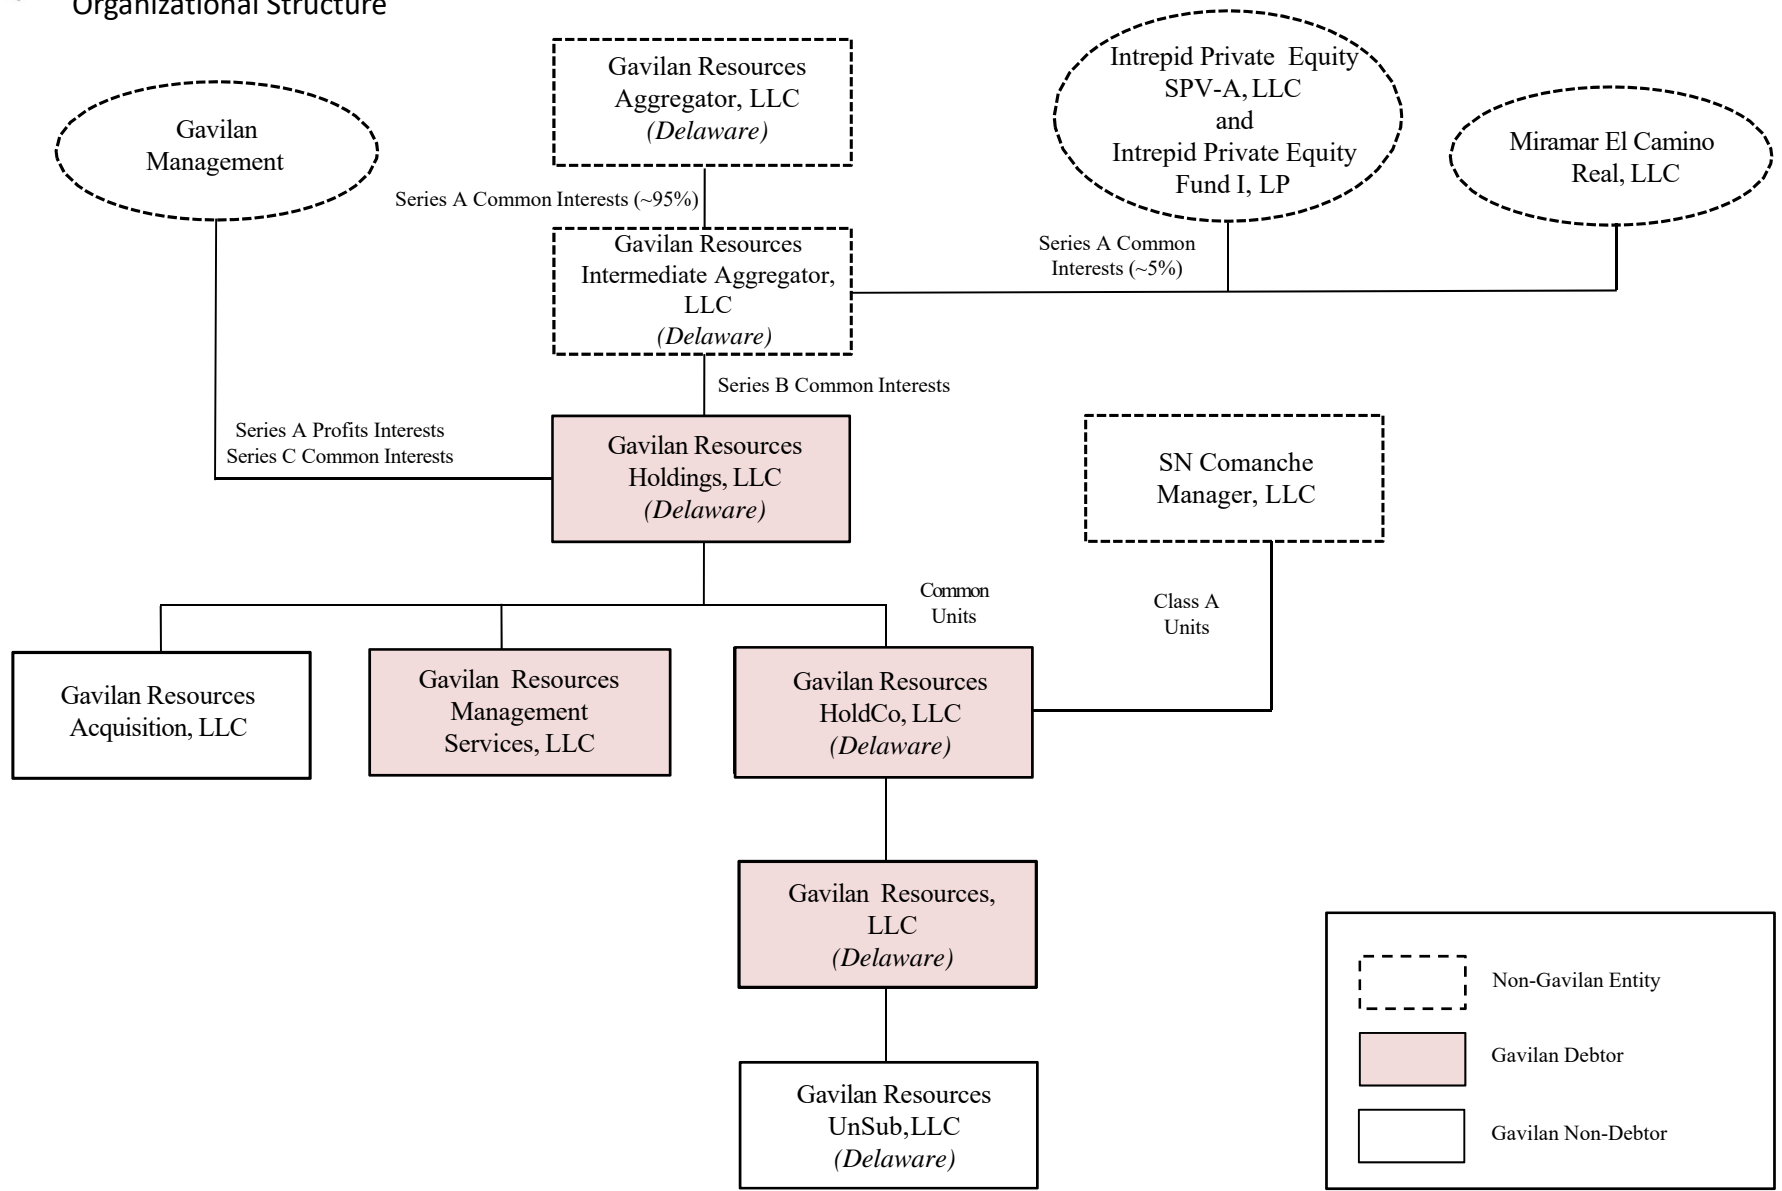 Organizational Structure
Gavilan
Management
Gavilan Resources
Aggregator, LLC
(Delaware)
Intrepid Private Equity
SPV-A, LLC
and
Intrepid Private Equity
Fund I, LP
Miramar El Camino
Real, LLC
Series A Common Interests (~95%)
Gavilan Resources
Intermediate Aggregator,
LLC
(Delaware)
Series A Common
Interests (~5%)
Series B Common Interests
Series A Profits Interests
Series C Common Interests
Gavilan Resources
Holdings, LLC
(Delaware)
SN Comanche
Manager, LLC
Common
Units
Class A
Units
Gavilan Resources
Acquisition, LLC
Gavilan Resources
Management
Services, LLC
Gavilan Resources
HoldCo, LLC
(Delaware)
Gavilan Resources,
LLC
(Delaware)
Gavilan Resources
UnSub, LLC
(Delaware)
Non-Gavilan Entity
Gavilan Debtor
Gavilan Non-Debtor